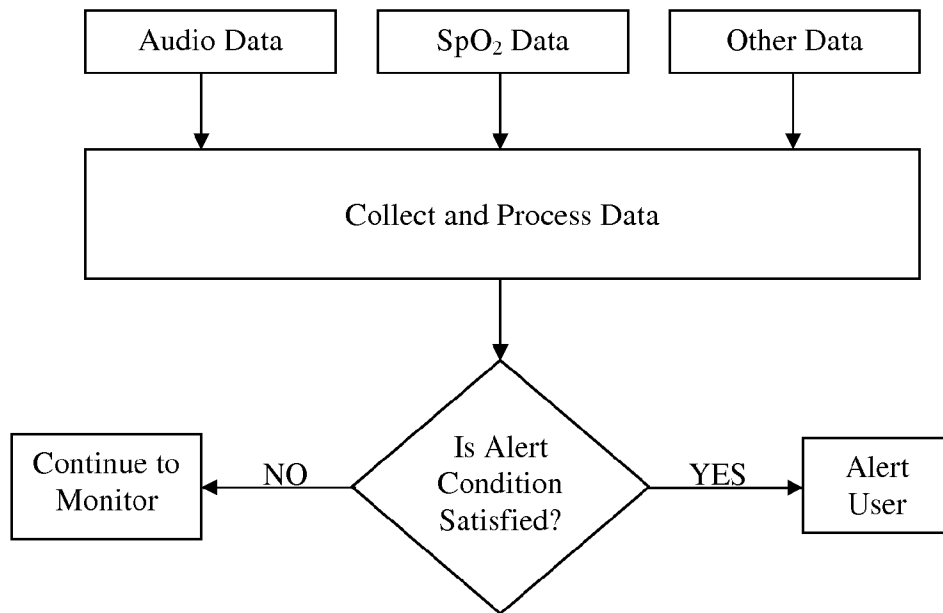 Audio Data
SpO₂ Data
Other Data
Collect and Process Data
Is Alert
Condition
Satisfied?
NO
Continue to
Monitor
YES
Alert
User